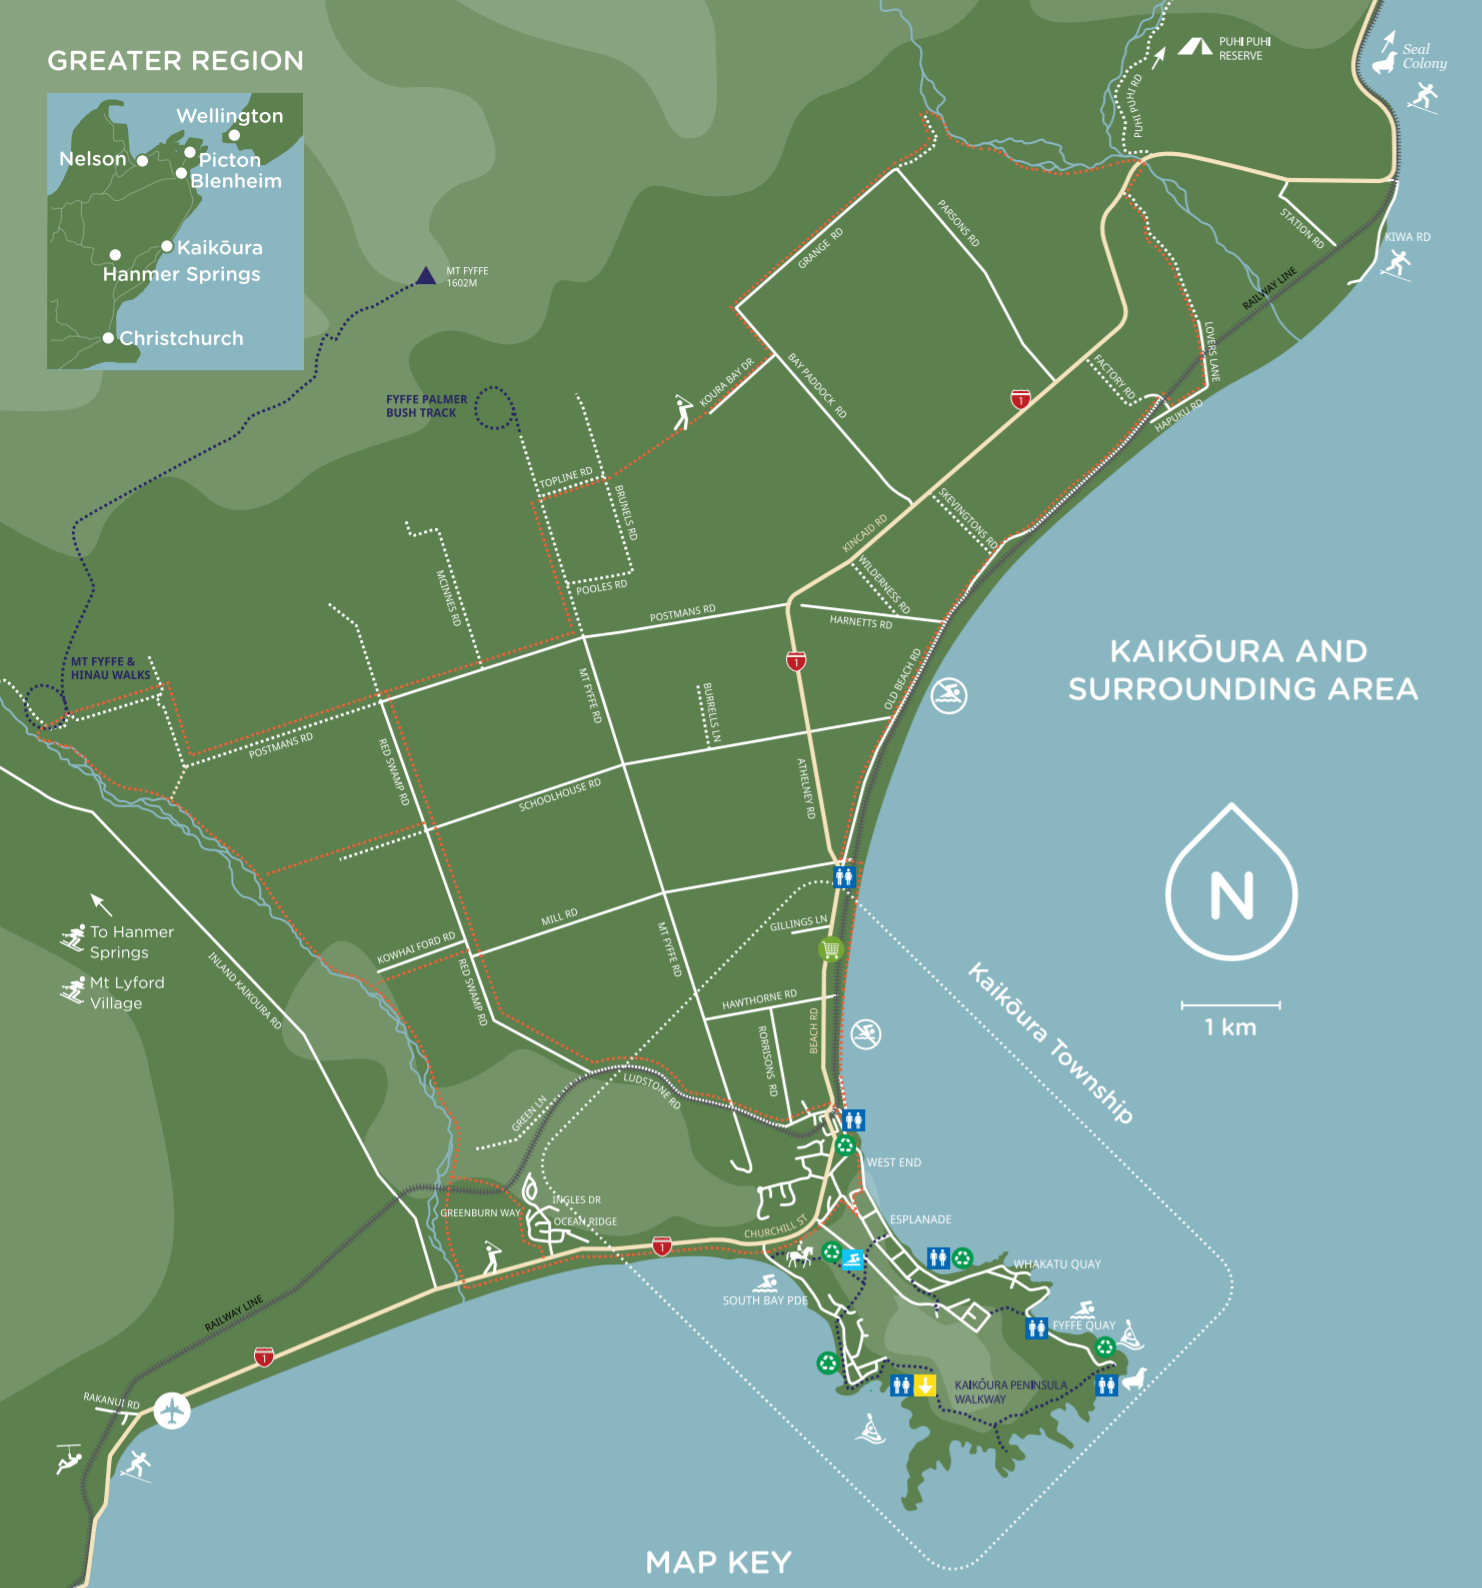 GREATER REGION
Wellington
Nelson
Picton
Blenheim
Kaikōura
Hanmer Springs
Christchurch
PUHI PUHI
RESERVE
PUHI PUHI RD
Seal
Colony
STATION RD
KIWA RD
RAILWAY LINE
LOVERS LANE
HAPUKU RD
FACTORY RD
PARSONS RD
GRANGE RD
KOURA BAY DR
BAY PADDOCK RD
1
MT FYFFE
1602M
FYFFE PALMER
BUSH TRACK
TOPLINE RD
BRUNELS RD
POOLES RD
MCINNES RD
SKEVINGTONS RD
KINCAID RD
WILDERNESS RD
HARNETTS RD
POSTMANS RD
OLD BEACH RD
1
MT FYFFE &
HINAU WALKS
POSTMANS RD
RED SWAMP RD
MT FYFFE RD
BURRELLS LN
SCHOOLHOUSE RD
ATHELNEY RD
KAIKŌURA AND
SURROUNDING AREA
N
1 km
Kaikōura Township
To Hanmer
Springs
Mt Lyford
Village
INLAND KAIKOURA RD
KOWHAI FORD RD
MILL RD
RED SWAMP RD
MT FYFFE RD
GILLINGS LN
HAWTHORNE RD
RORRISONS RD
BEACH RD
LUDSTONE RD
GREEN LN
WEST END
INGLES DR
GREENBURN WAY
OCEAN RIDGE
ESPLANADE
CHURCHILL ST
1
SOUTH BAY PDE
WHAKATU QUAY
FYFFE QUAY
KAIKŌURA PENINSULA
WALKWAY
RAILWAY LINE
1
RAKANUI RD
MAP KEY